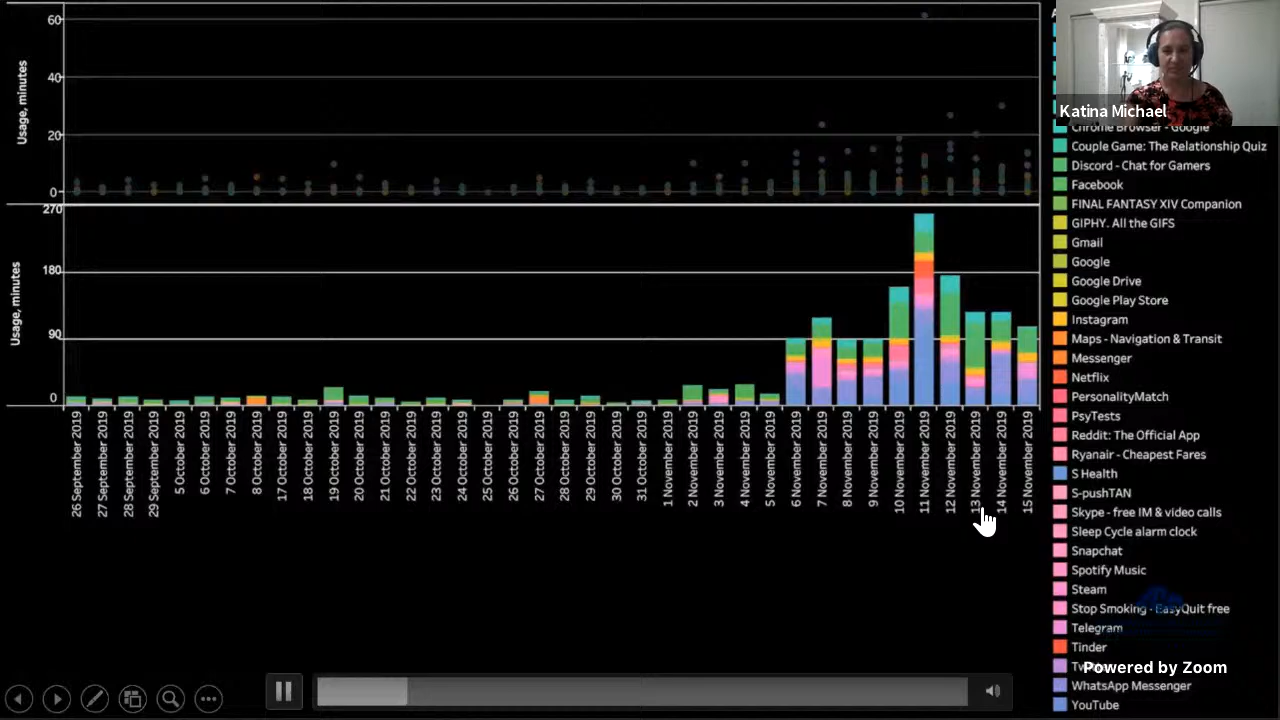 60
40
20
0
Usage, minutes
270
180
90
0
Usage, minutes
26 September 2019
27 September 2019
28 September 2019
29 September 2019
5 October 2019
6 October 2019
7 October 2019
8 October 2019
17 October 2019
18 October 2019
19 October 2019
20 October 2019
21 October 2019
22 October 2019
23 October 2019
24 October 2019
25 October 2019
26 October 2019
27 October 2019
28 October 2019
29 October 2019
30 October 2019
31 October 2019
1 November 2019
2 November 2019
3 November 2019
4 November 2019
5 November 2019
6 November 2019
7 November 2019
8 November 2019
9 November 2019
10 November 2019
11 November 2019
12 November 2019
13 November 2019
14 November 2019
15 November 2019
Katina Michael
Chrome Browser - Google
Couple Game: The Relationship Quiz
Discord - Chat for Gamers
Facebook
FINAL FANTASY XIV Companion
GIPHY. All the GIFS
Gmail
Google
Google Drive
Google Play Store
Instagram
Maps - Navigation & Transit
Messenger
Netflix
PersonalityMatch
PsyTests
Reddit: The Official App
Ryanair - Cheapest Fares
S Health
S-pushTAN
Skype - free IM & video calls
Sleep Cycle alarm clock
Snapchat
Spotify Music
Steam
Stop Smoking - EasyQuit free
Telegram
Tinder
Powered by Zoom
WhatsApp Messenger
YouTube